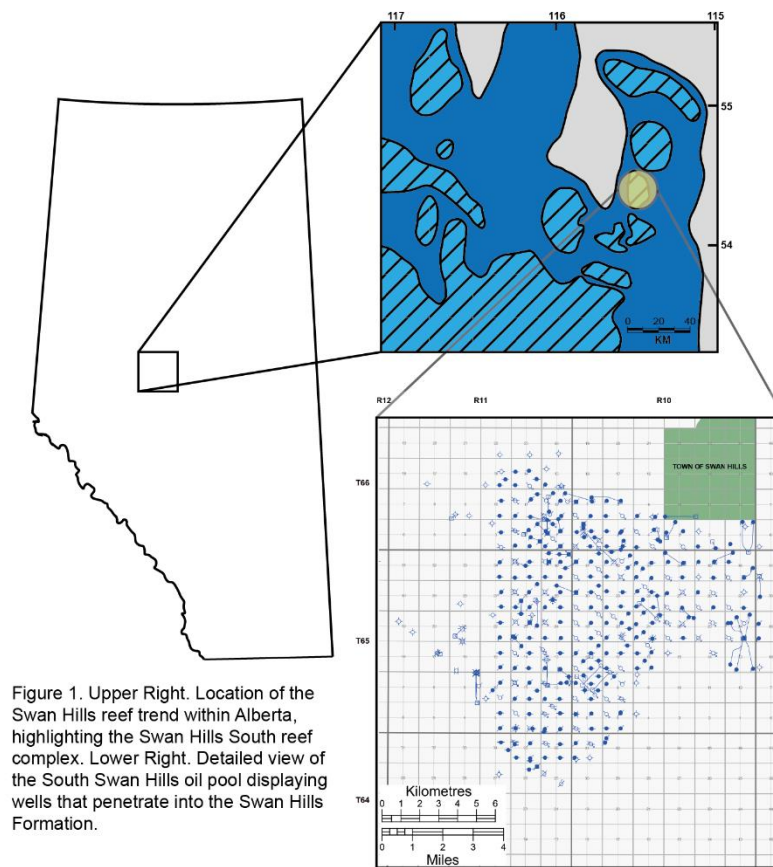 117 116 115
55
54
0 20 40
KM
R12 R11 R10
TOWN OF SWAN HILLS
T66
T65
T64
Kilometres
0 1 2 3 4 5 6
0 1 2 3 4
Miles
Figure 1. Upper Right. Location of the
Swan Hills reef trend within Alberta,
highlighting the Swan Hills South reef
complex. Lower Right. Detailed view of
the South Swan Hills oil pool displaying
wells that penetrate into the Swan Hills
Formation.